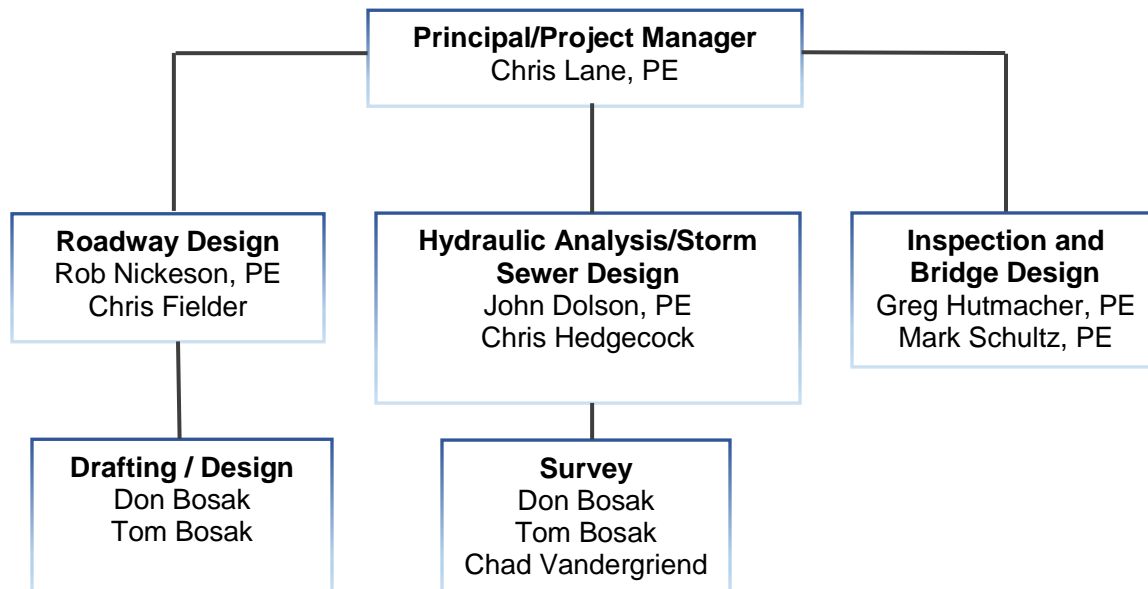 Principal/Project Manager
Chris Lane, PE
Roadway Design
Rob Nickeson, PE
Chris Fielder
Hydraulic Analysis/Storm
Sewer Design
John Dolson, PE
Chris Hedgecock
Inspection and
Bridge Design
Greg Hutmacher, PE
Mark Schultz, PE
Drafting / Design
Don Bosak
Tom Bosak
Survey
Don Bosak
Tom Bosak
Chad Vandergriend